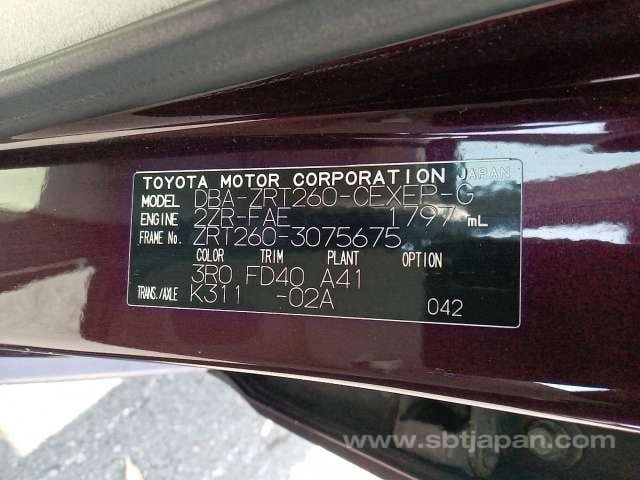 TOYOTA MOTOR CORPORATION JAPAN
MODEL DBA-ZRT260-CEXEP-G
ENGINE 2ZR-FAE 1797 mL
FRAME No. ZRT260-3075675
COLOR TRIM PLANT OPTION
3R0 FD40 A41
TRANS./AXLE K311 -02A 042
www.sbtjapan.com/